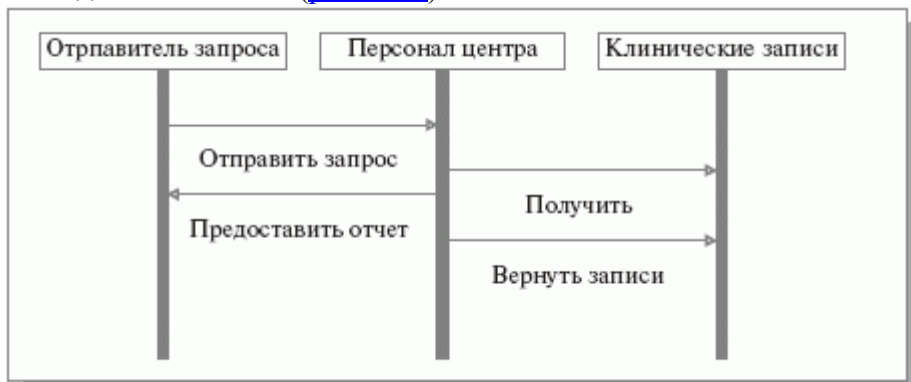 Отрпавитель запроса
Персонал центра
Клинические записи
Отправить запрос
Получить
Предоставить отчет
Вернуть записи